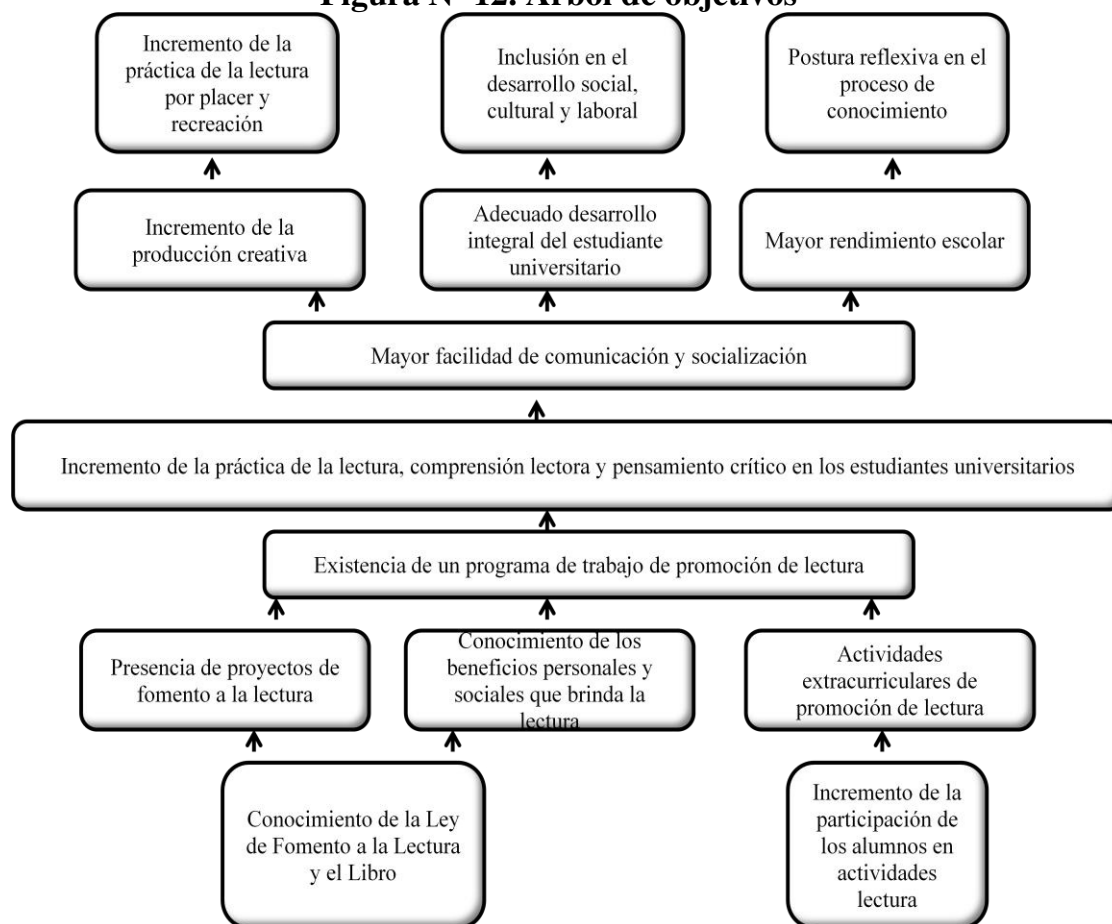 Figura N° 12: Árbol de objetivos
Incremento de la
práctica de la lectura
por placer y
recreación
Inclusión en el
desarrollo social,
cultural y laboral
Postura reflexiva en el
proceso de
conocimiento
Incremento de la
producción creativa
Adecuado desarrollo
integral del estudiante
universitario
Mayor rendimiento escolar
Mayor facilidad de comunicación y socialización
Incremento de la práctica de la lectura, comprensión lectora y pensamiento crítico en los estudiantes universitarios
Existencia de un programa de trabajo de promoción de lectura
Presencia de proyectos de
fomento a la lectura
Conocimiento de los
beneficios personales y
sociales que brinda la
lectura
Actividades
extracurriculares de
promoción de lectura
Conocimiento de la Ley
de Fomento a la Lectura
y el Libro
Incremento de la
participación de
los alumnos en
actividades
lectura